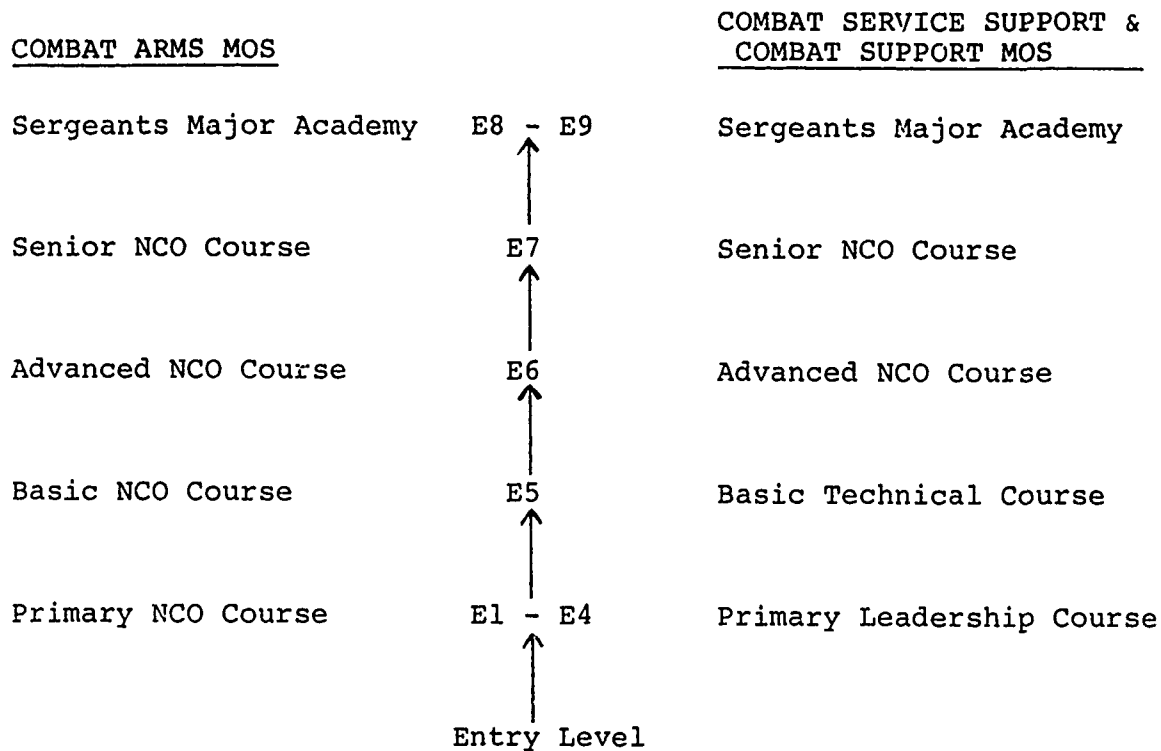 COMBAT ARMS MOS
COMBAT SERVICE SUPPORT &
COMBAT SUPPORT MOS
Sergeants Major Academy E8 - E9 Sergeants Major Academy
Senior NCO Course E7 Senior NCO Course
Advanced NCO Course E6 Advanced NCO Course
Basic NCO Course E5 Basic Technical Course
Primary NCO Course E1 - E4 Primary Leadership Course
Entry Level